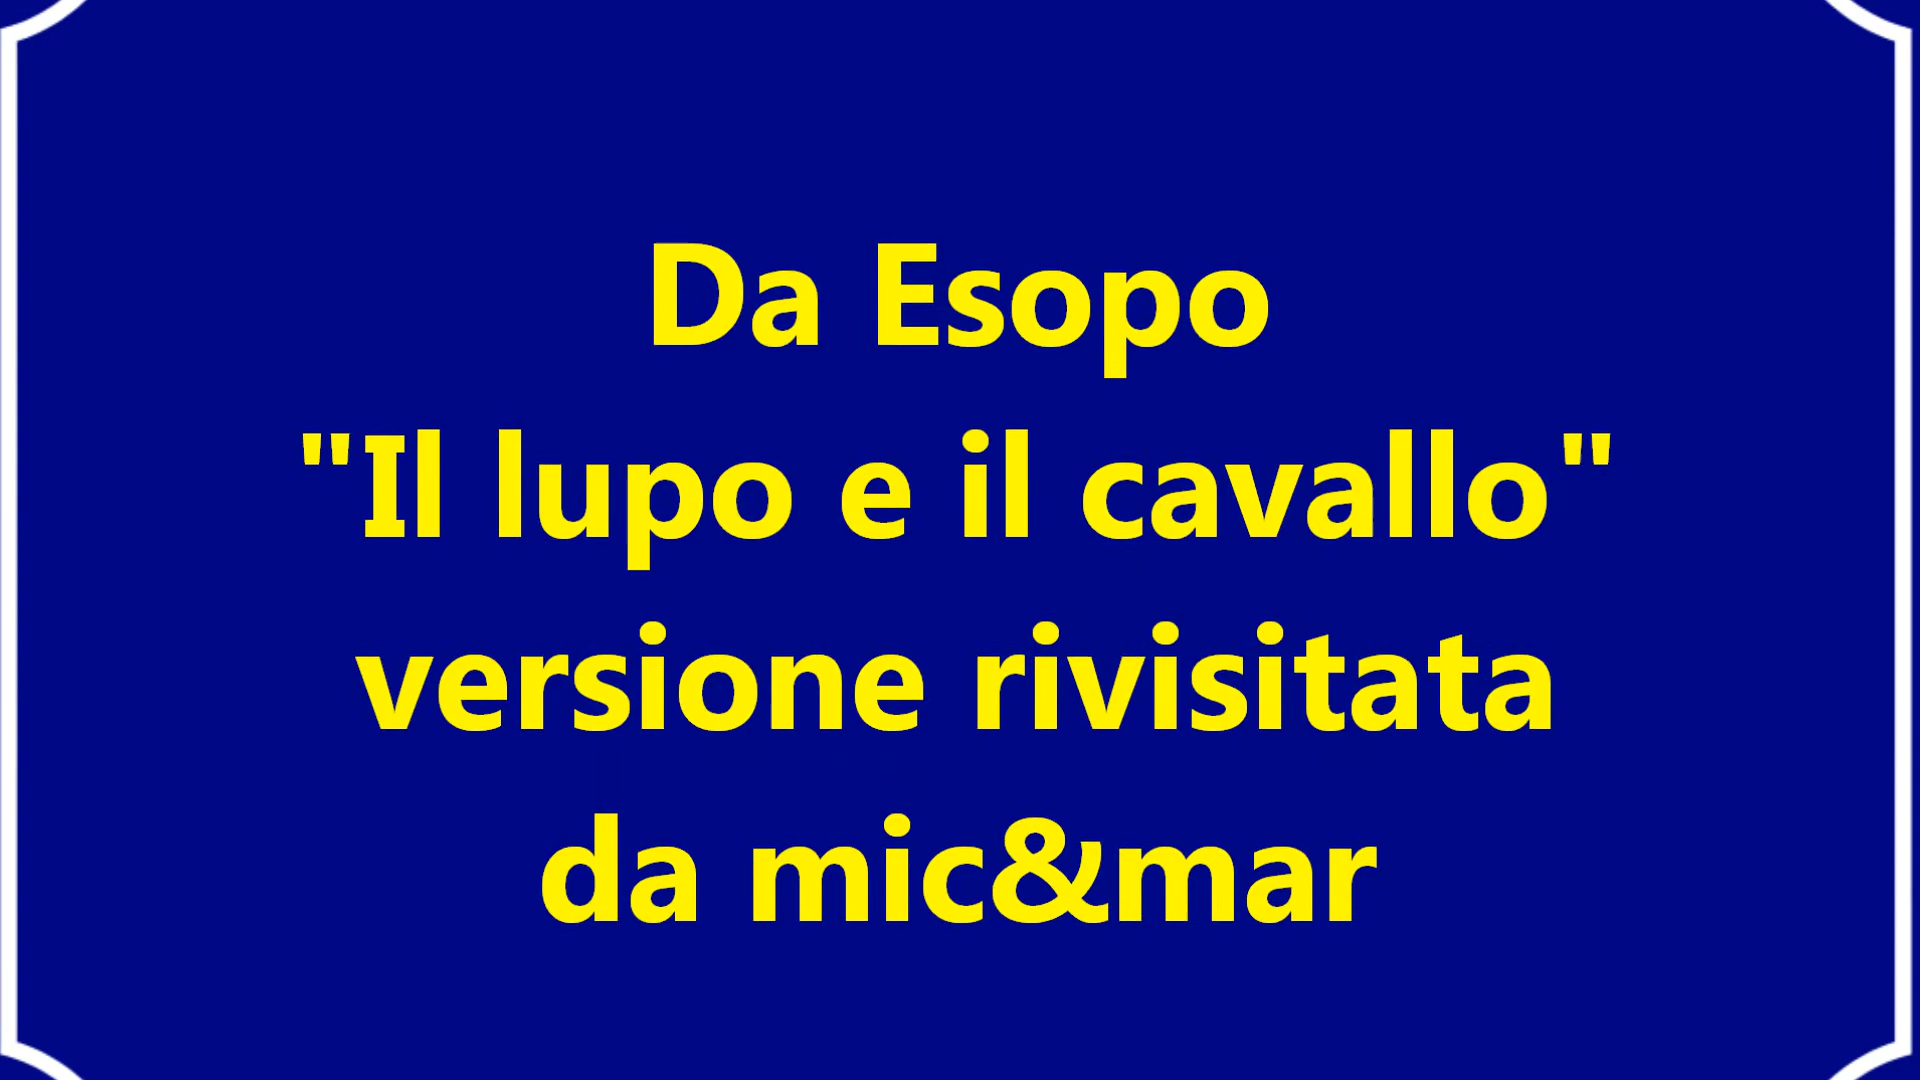 Da Esopo
"Il lupo e il cavallo"
versione rivisitata
da mic&mar